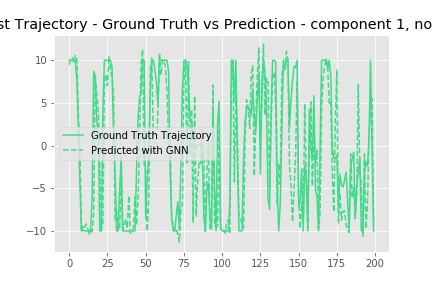 st Trajectory - Ground Truth vs Prediction - component 1, no
10
5
0
−5
−10
Ground Truth Trajectory
Predicted with GNN
0 25 50 75 100 125 150 175 200